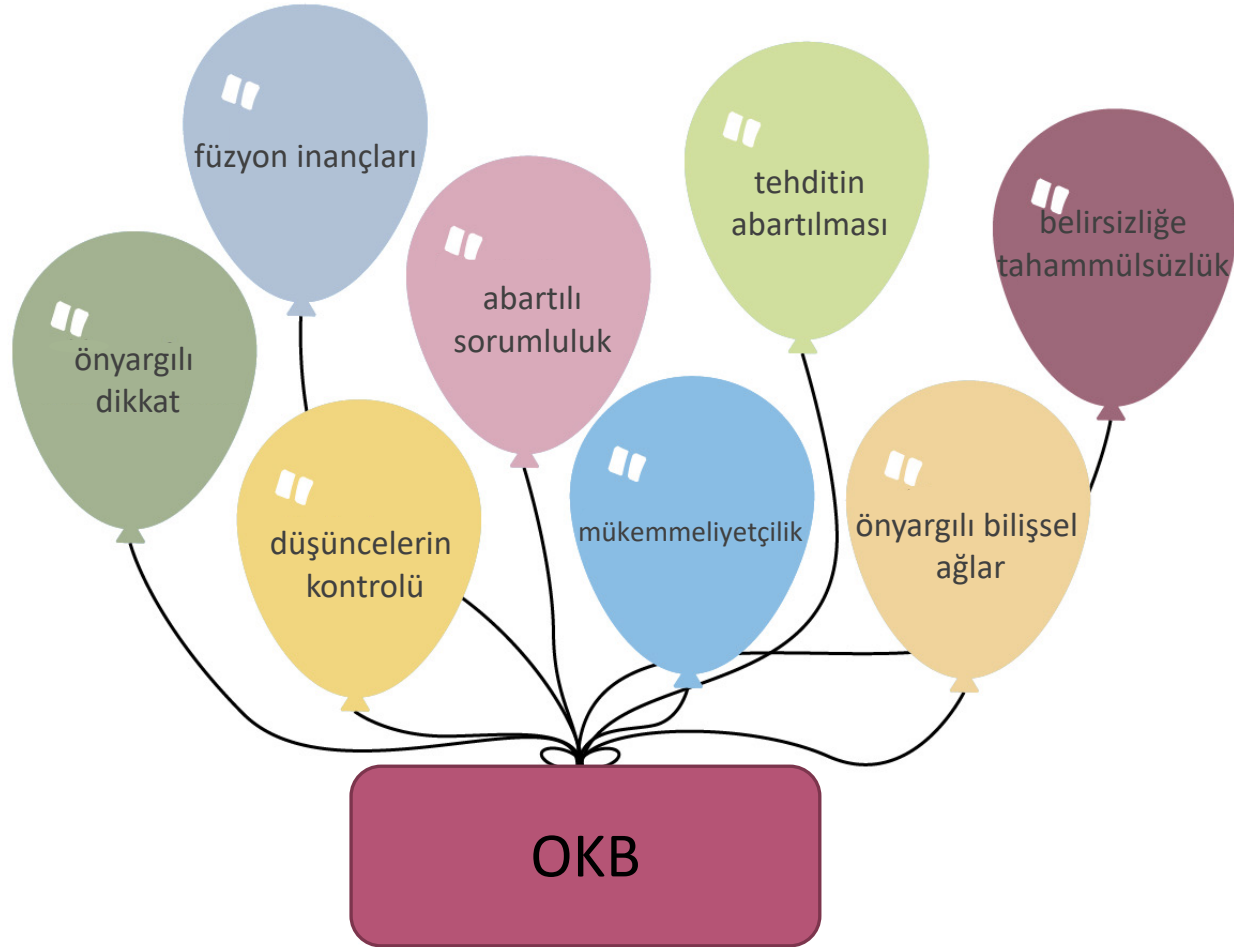 füzyon inançları
tehditin
abartılması
belirsizliğe
tahammülsüzlük
abartılı
sorumluluk
önyargılı
dikkat
düşüncelerin
kontrolü
mükemmeliyetçilik
önyargılı bilişsel
ağlar
OKB